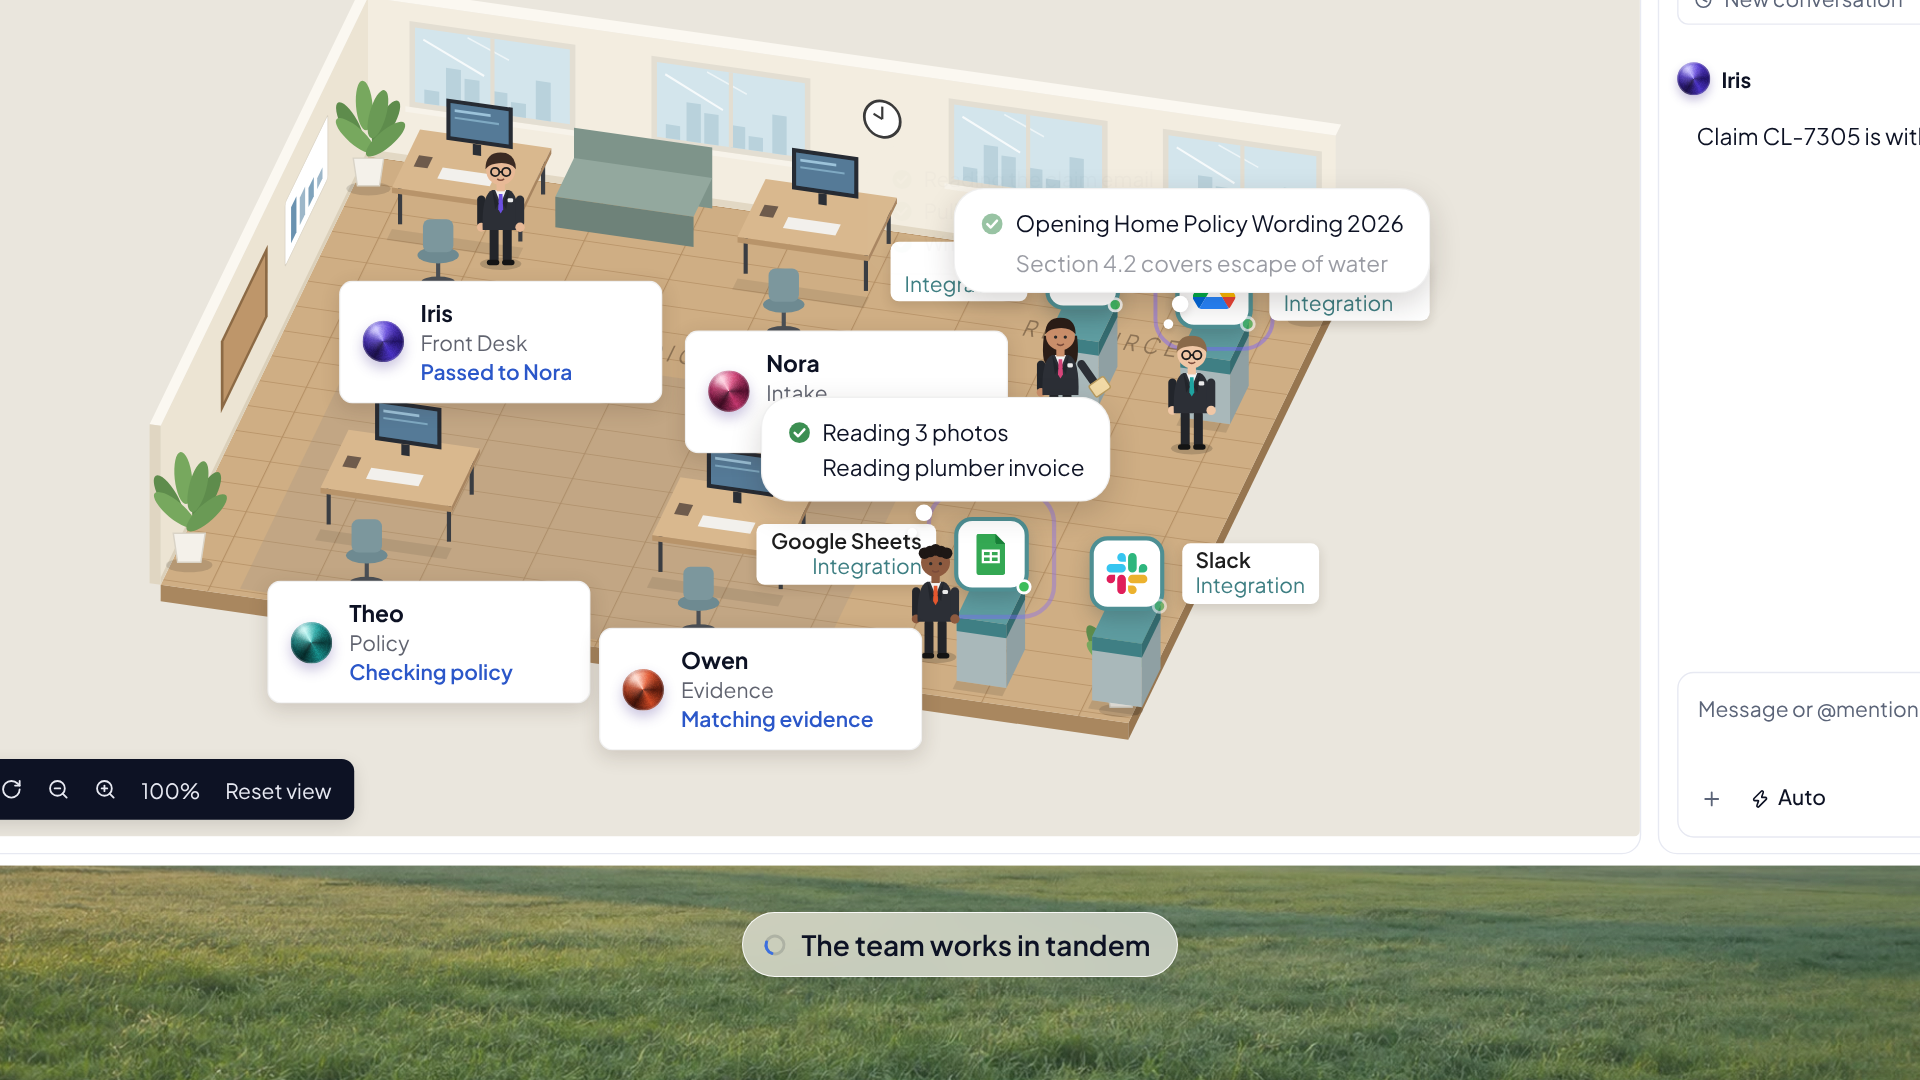 New conversation
Iris
Claim CL-7305 is with
Opening Home Policy Wording 2026
Section 4.2 covers escape of water
Integration
Iris
Front Desk
Passed to Nora
Nora
Intake
Reading 3 photos
Reading plumber invoice
Google Sheets
Integration
Slack
Integration
Theo
Policy
Checking policy
Owen
Evidence
Matching evidence
Message or @mention
Auto
100%
Reset view
The team works in tandem